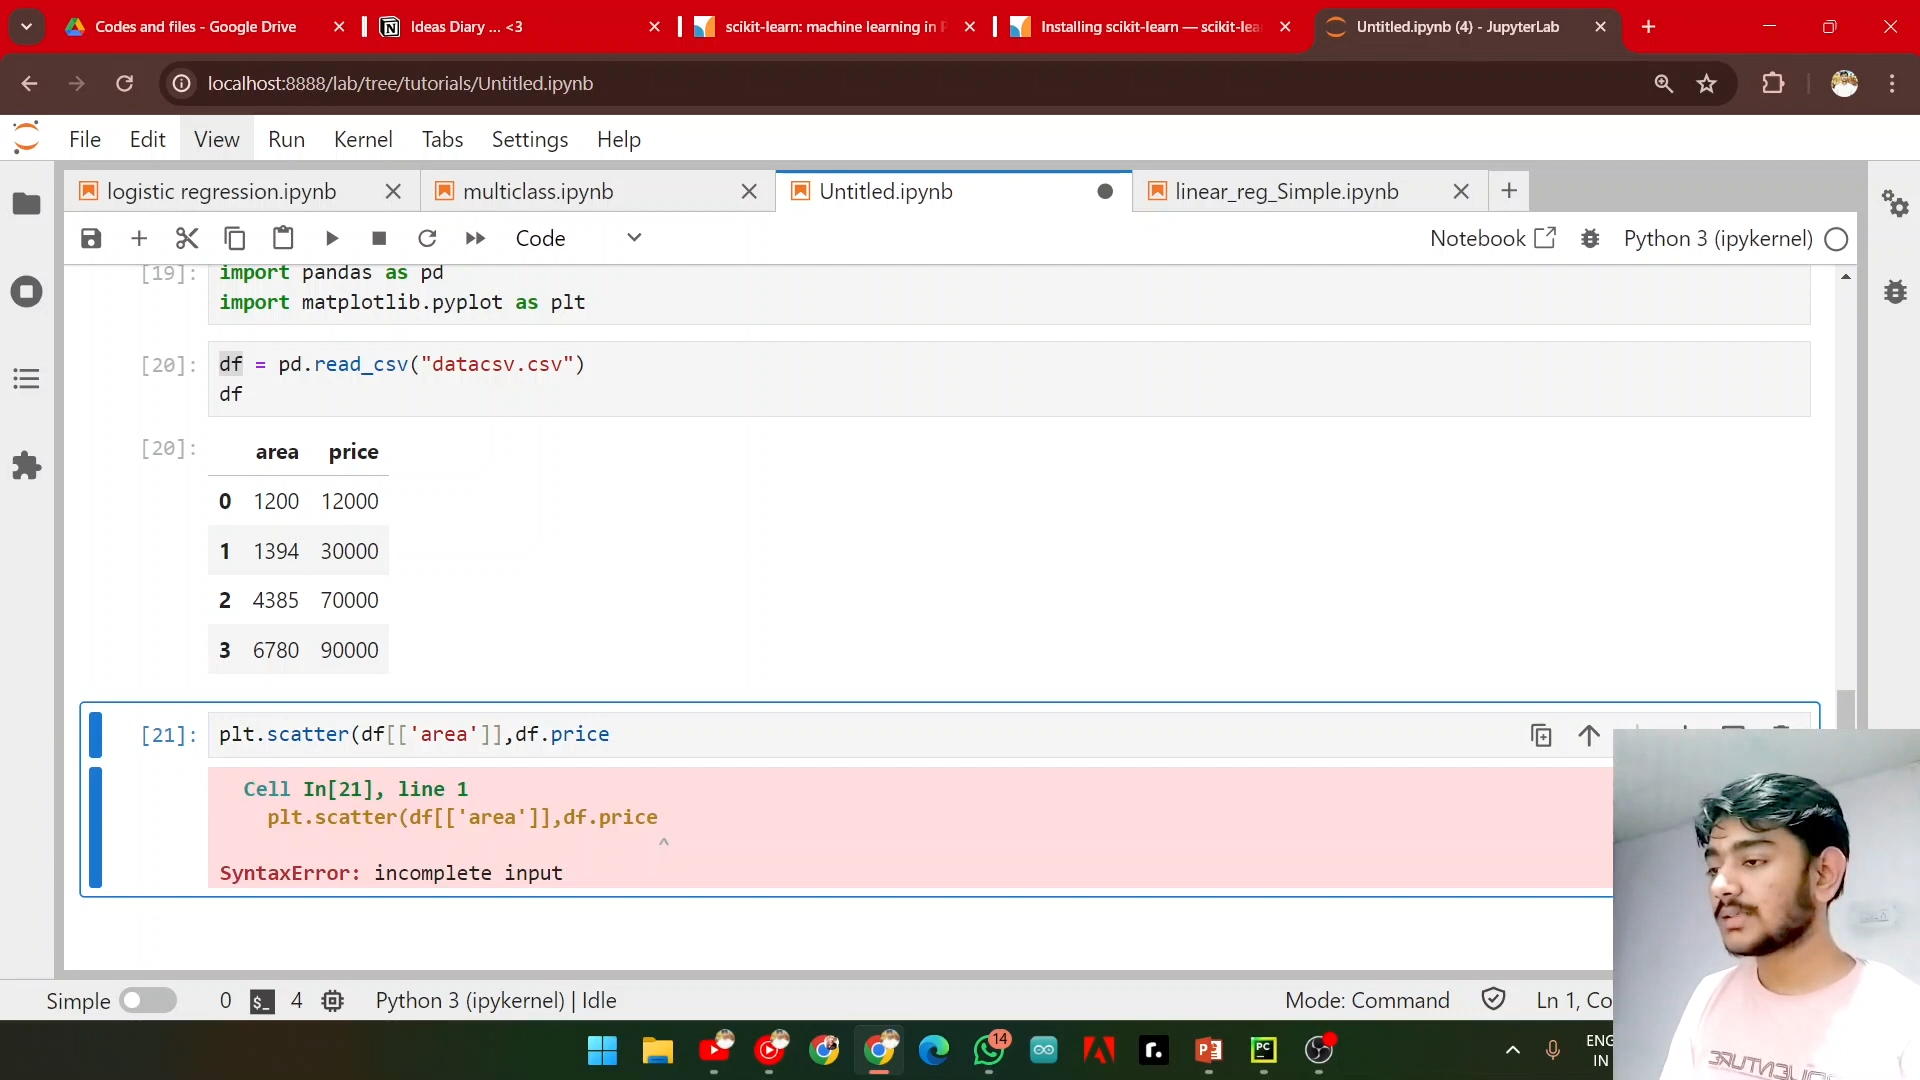 Codes and files - Google Drive
Ideas Diary ... <3
scikit-learn: machine learning in P
Installing scikit-learn — scikit-lea
Untitled.ipynb (4) - JupyterLab
localhost:8888/lab/tree/tutorials/Untitled.ipynb
File Edit View Run Kernel Tabs Settings Help
logistic regression.ipynb
multiclass.ipynb
Untitled.ipynb
linear_reg_Simple.ipynb
Code
Notebook
Python 3 (ipykernel)
[19]: import pandas as pd
import matplotlib.pyplot as plt
[20]: df = pd.read_csv("datacsv.csv")
df
[20]: area price
0 1200 12000
1 1394 30000
2 4385 70000
3 6780 90000
[21]: plt.scatter(df[['area']],df.price
Cell In[21], line 1
plt.scatter(df[['area']],df.price
^
SyntaxError: incomplete input
Simple 0 $_ 4 Python 3 (ipykernel) | Idle Mode: Command Ln 1, Co
14
PC
ENG
IN